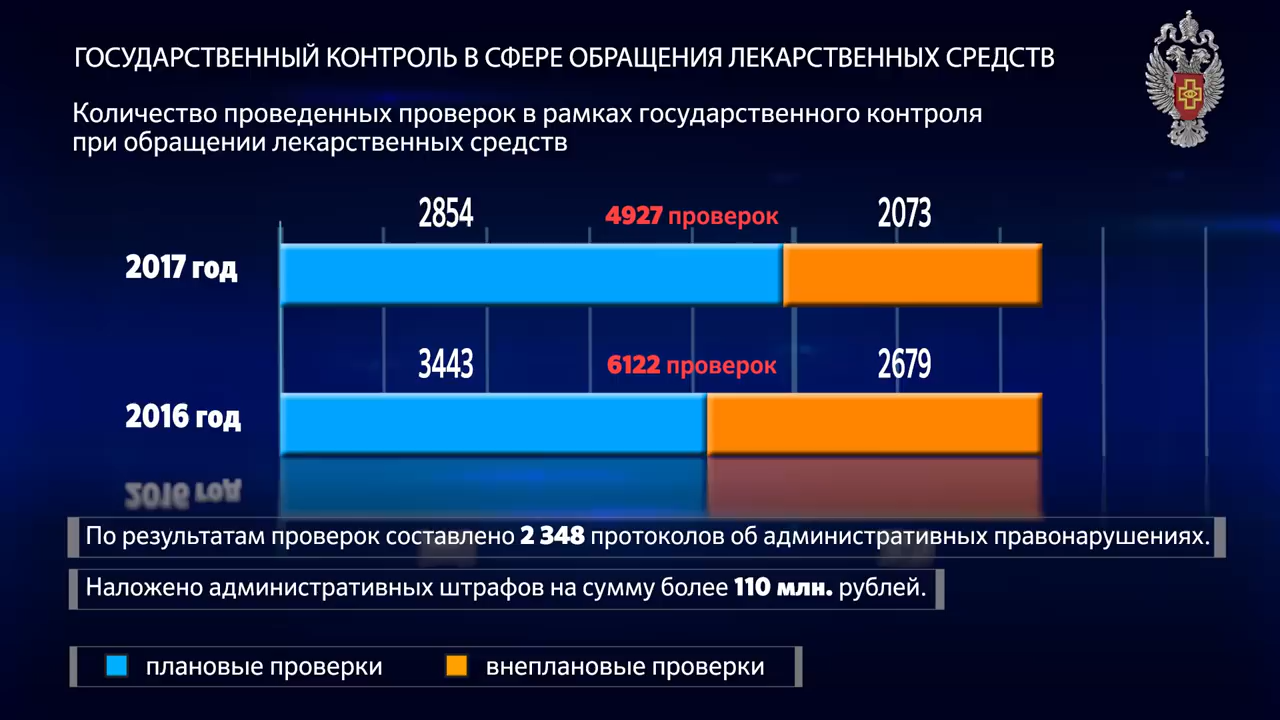 ГОСУДАРСТВЕННЫЙ КОНТРОЛЬ В СФЕРЕ ОБРАЩЕНИЯ ЛЕКАРСТВЕННЫХ СРЕДСТВ
Количество проведенных проверок в рамках государственного контроля
при обращении лекарственных средств
2854 4927 проверок 2073
2017 год
3443 6122 проверок 2679
2016 год
По результатам проверок составлено 2 348 протоколов об административных правонарушениях.
Наложено административных штрафов на сумму более 110 млн. рублей.
плановые проверки внеплановые проверки